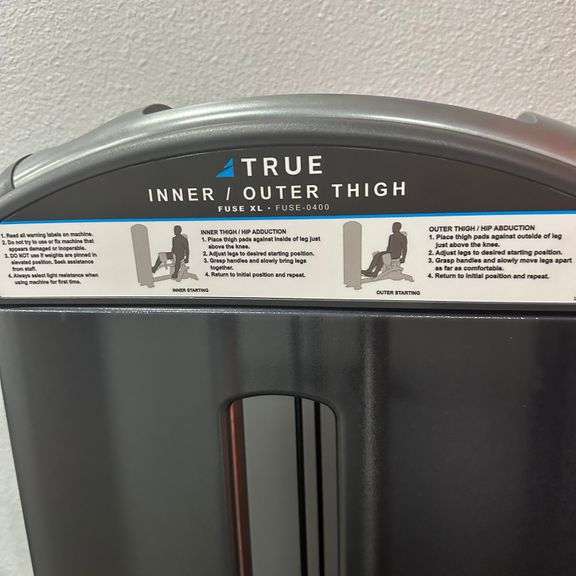 TRUE
INNER / OUTER THIGH
FUSE XL • FUSE-0400
1. Read all warning labels on machine.
2. Do not try to use or fix machine that
appears damaged or inoperable.
3. DO NOT use if weights are pinned in
elevated position. Seek assistance
from staff.
4. Always select light resistance when
using machine for first time.
INNER STARTING
INNER THIGH / HIP ADDUCTION
1. Place thigh pads against inside of leg just
above the knee.
2. Adjust legs to desired starting position.
3. Grasp handles and slowly bring legs
together.
4. Return to initial position and repeat.
OUTER STARTING
OUTER THIGH / HIP ABDUCTION
1. Place thigh pads against outside of leg
just above the knee.
2. Adjust legs to desired starting position.
3. Grasp handles and slowly move legs apart
as far as comfortable.
4. Return to initial position and repeat.